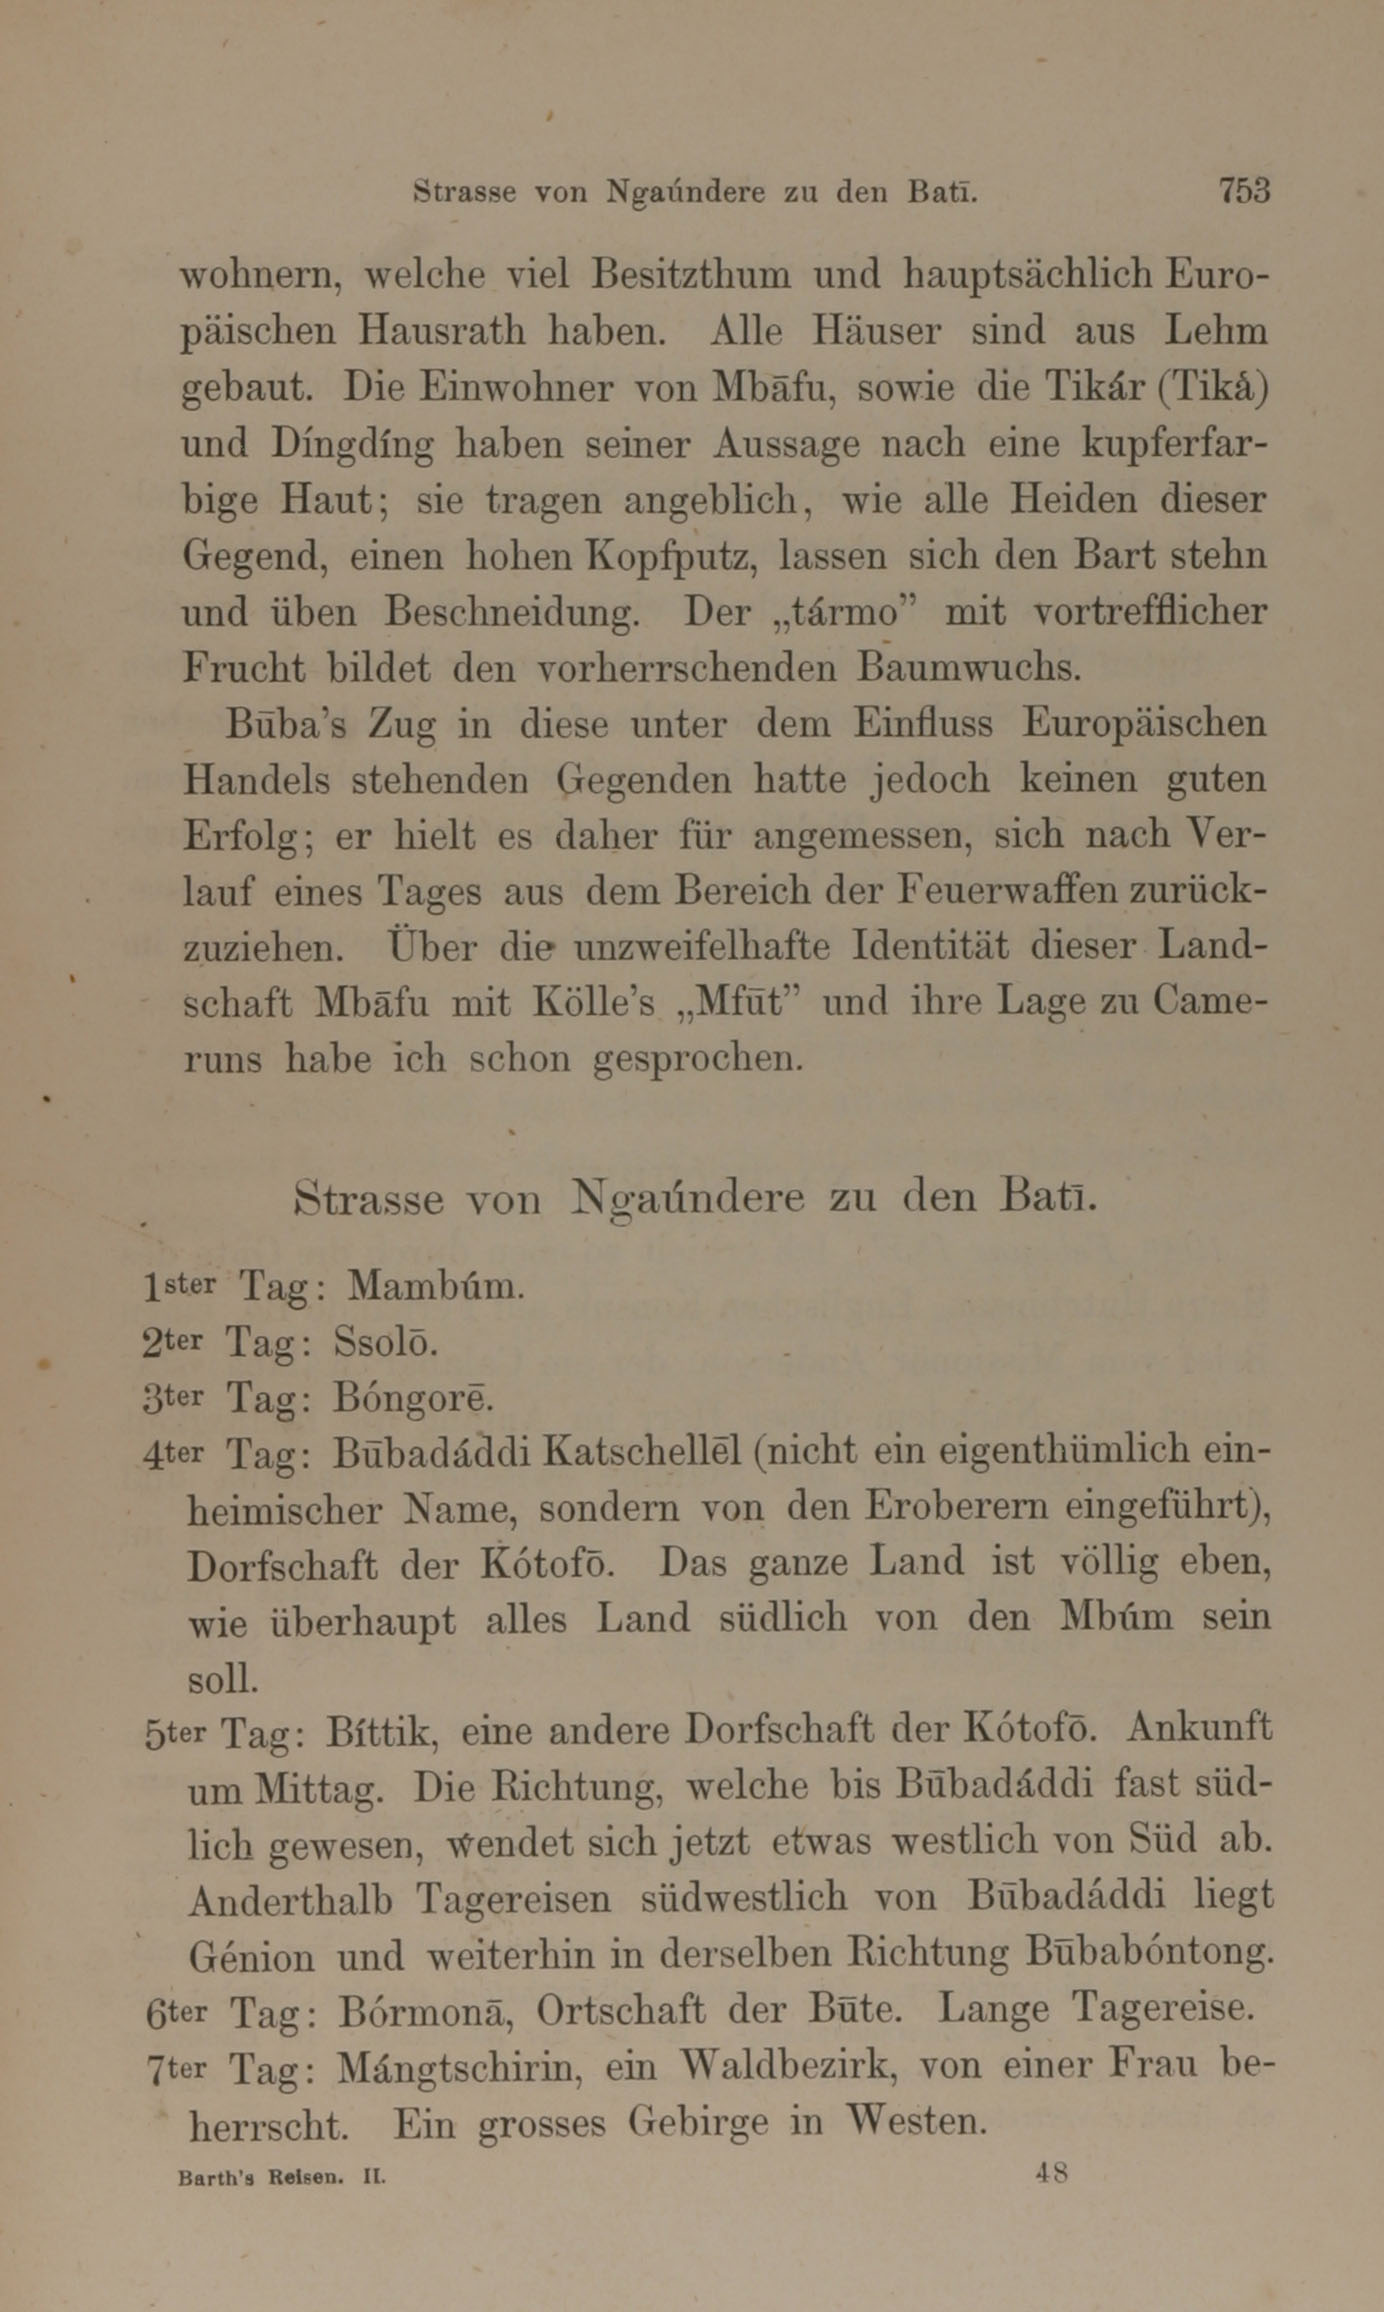 Strasse von Ngaúndere zu den Batī. 753
wohnern, welche viel Besitzthum und hauptsächlich Euro-
päischen Hausrath haben. Alle Häuser sind aus Lehm
gebaut. Die Einwohner von Mbāfu, sowie die Tikár (Tikå)
und Díngdíng haben seiner Aussage nach eine kupferfar-
bige Haut; sie tragen angeblich, wie alle Heiden dieser
Gegend, einen hohen Kopfputz, lassen sich den Bart stehn
und üben Beschneidung. Der „tármo” mit vortrefflicher
Frucht bildet den vorherrschenden Baumwuchs.
Būba's Zug in diese unter dem Einfluss Europäischen
Handels stehenden Gegenden hatte jedoch keinen guten
Erfolg; er hielt es daher für angemessen, sich nach Ver-
lauf eines Tages aus dem Bereich der Feuerwaffen zurück-
zuziehen. Über die unzweifelhafte Identität dieser Land-
schaft Mbāfu mit Kölle's „Mfūt” und ihre Lage zu Came-
runs habe ich schon gesprochen.
Strasse von Ngaúndere zu den Batī.
1ster Tag: Mambúm.
2ter Tag: Ssolō.
3ter Tag: Bóngorē.
4ter Tag: Būbadáddi Katschellēl (nicht ein eigenthümlich ein-
heimischer Name, sondern von den Eroberern eingeführt),
Dorfschaft der Kótofō. Das ganze Land ist völlig eben,
wie überhaupt alles Land südlich von den Mbúm sein
soll.
5ter Tag: Bíttik, eine andere Dorfschaft der Kótofō. Ankunft
um Mittag. Die Richtung, welche bis Būbadáddi fast süd-
lich gewesen, wendet sich jetzt etwas westlich von Süd ab.
Anderthalb Tagereisen südwestlich von Būbadáddi liegt
Génion und weiterhin in derselben Richtung Būbabóntong.
6ter Tag: Bórmonā, Ortschaft der Būte. Lange Tagereise.
7ter Tag: Mángtschirin, ein Waldbezirk, von einer Frau be-
herrscht. Ein grosses Gebirge in Westen.
Barth's Reisen. II. 48